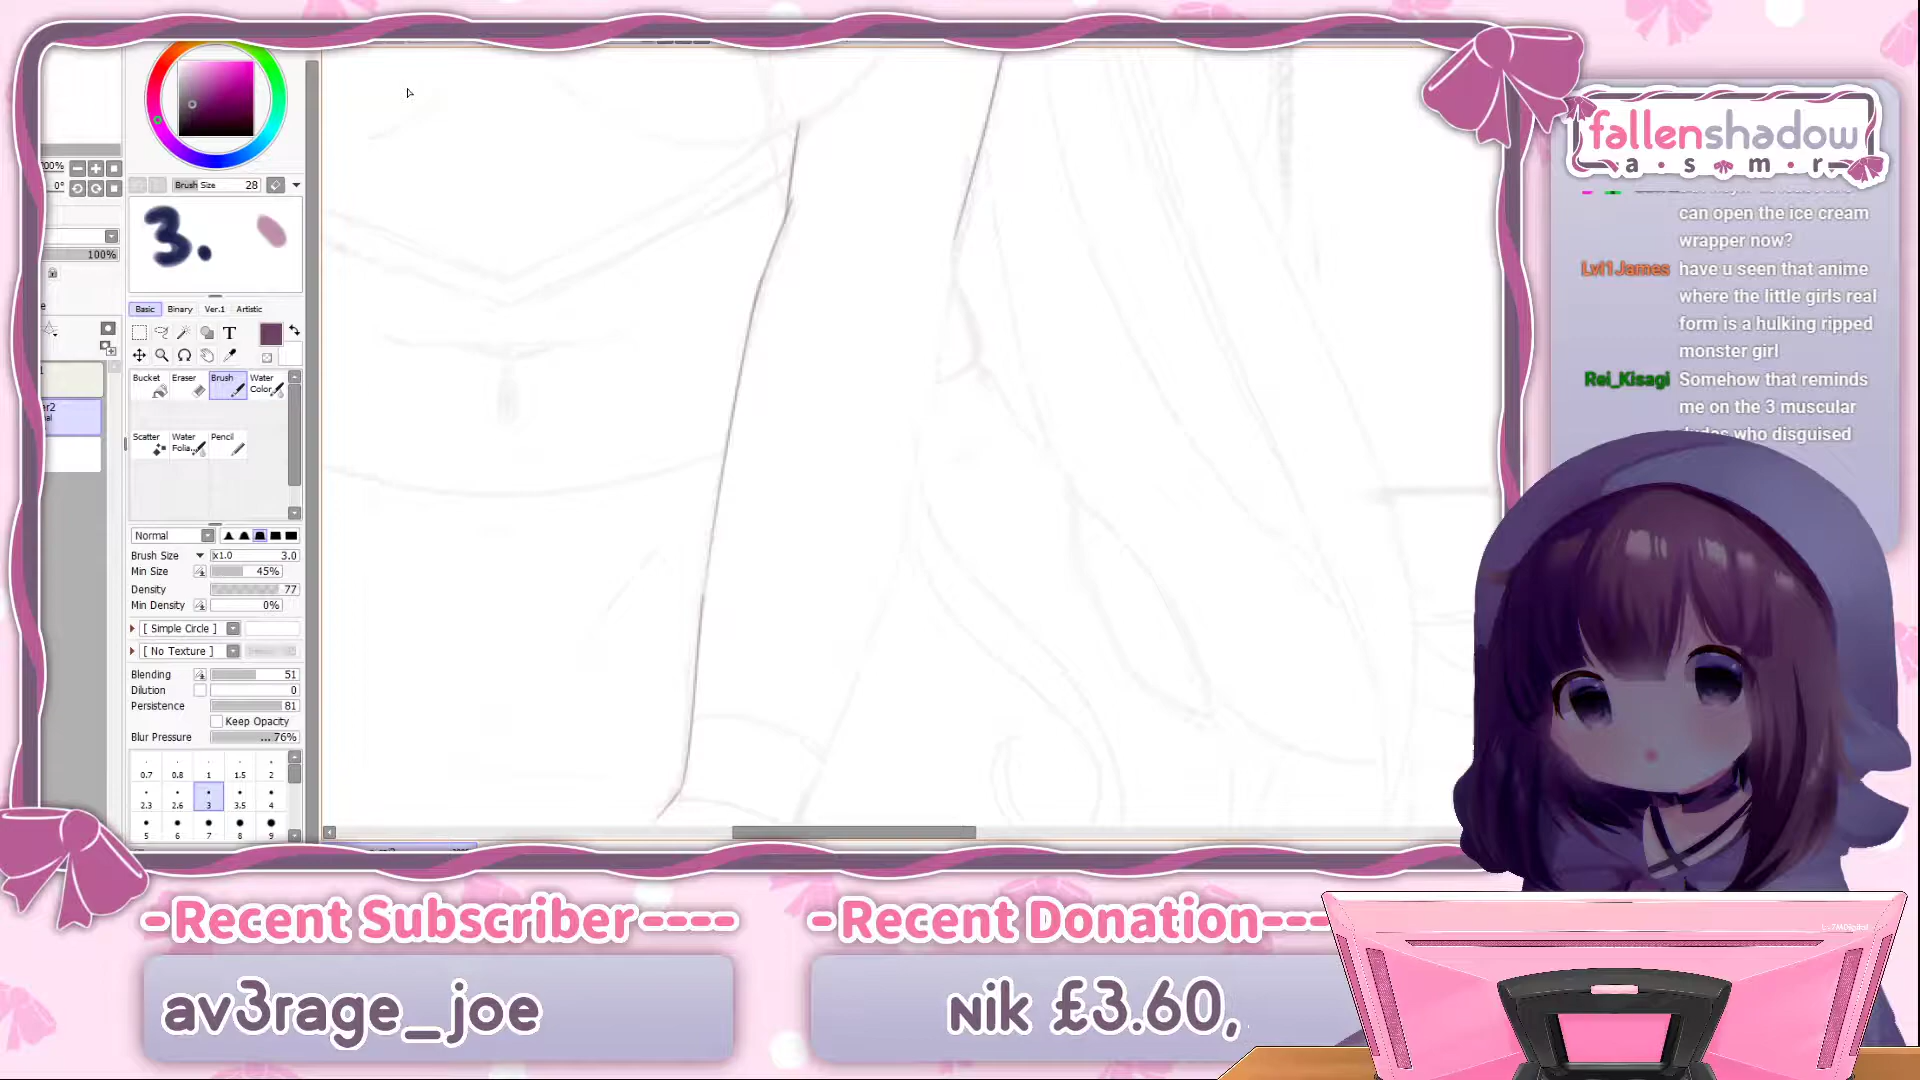 fallenshadow
a · s · m · r
can open the ice cream
wrapper now?
Lvl1James have u seen that anime
where the little girls real
form is a hulking ripped
monster girl
Rei_Kisagi Somehow that reminds
me on the 3 muscular
dudes who disguised
0°
Brush Size 28
3.
100%
Basic Binary Ver.1 Artistic
T
Bucket Eraser Brush Water Color
Scatter Water Folia... Pencil
Normal
Brush Size x1.0 3.0
Min Size 45%
Density 77
Min Density 0%
[ Simple Circle ]
[ No Texture ]
Blending 51
Dilution 0
Persistence 81
Keep Opacity
Blur Pressure ... 76%
0.7 0.8 1 1.5 2
2.3 2.6 3 3.5 4
5 6 7 8 9
-Recent Subscriber----
av3rage_joe
-Recent Donation---
nik £3.60,